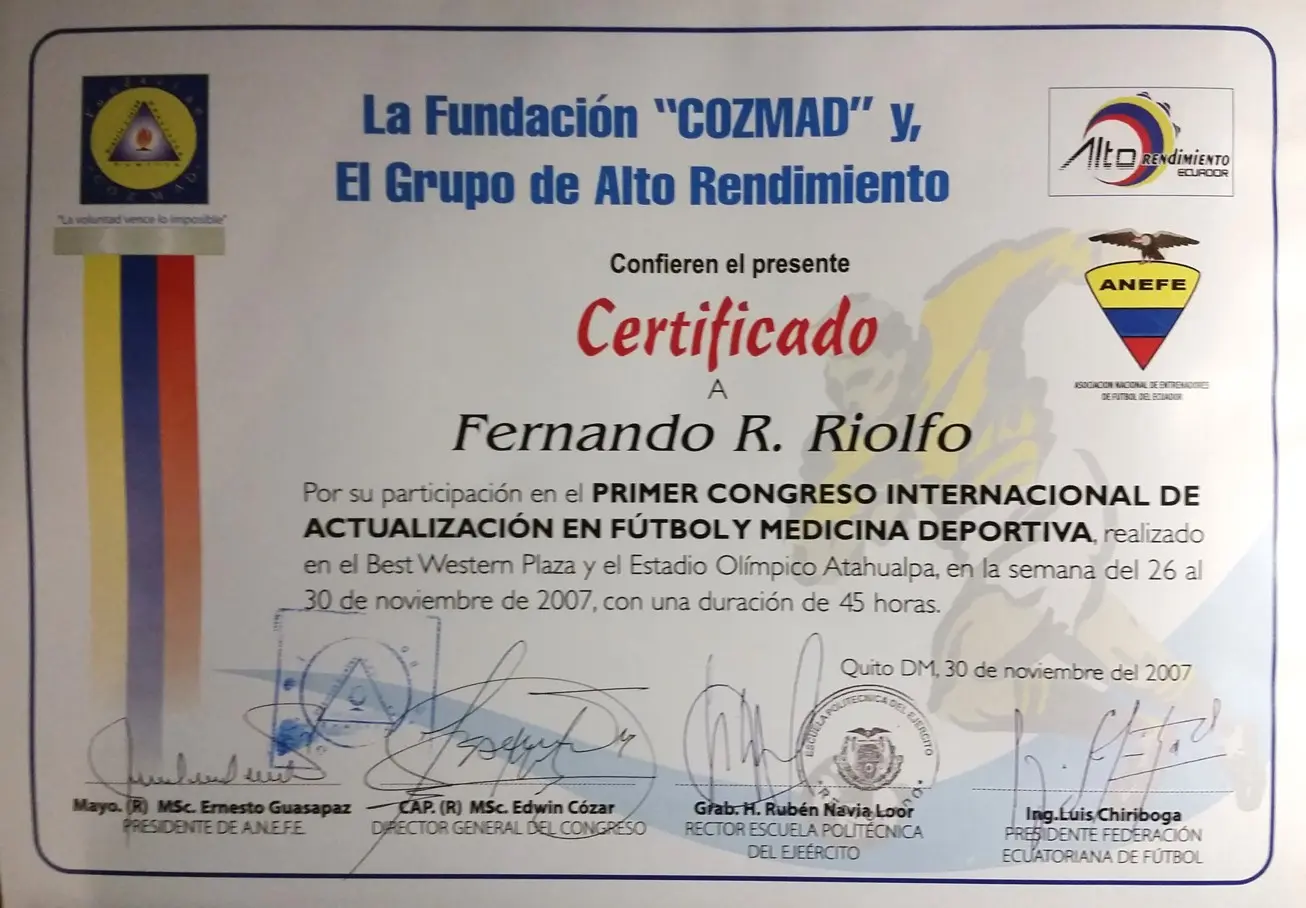 La Fundación "COZMAD" y,
El Grupo de Alto Rendimiento
"La voluntad vence lo imposible"
Alto RENDIMIENTO
ECUADOR
ANEFE
ASOCIACION NACIONAL DE ENTRENADORES
DE FUTBOL DEL ECUADOR
Confieren el presente
Certificado
A
Fernando R. Riolfo
Por su participación en el PRIMER CONGRESO INTERNACIONAL DE
ACTUALIZACIÓN EN FÚTBOL Y MEDICINA DEPORTIVA, realizado
en el Best Western Plaza y el Estadio Olímpico Atahualpa, en la semana del 26 al
30 de noviembre de 2007, con una duración de 45 horas.
Quito DM, 30 de noviembre del 2007
ESCUELA POLITECNICA DEL EJERCITO
Mayo. (R) MSc. Ernesto Guasapaz
PRESIDENTE DE A.N.E.F.E.
CAP. (R) MSc. Edwin Cózar
DIRECTOR GENERAL DEL CONGRESO
Grab. H. Rubén Navia Loor
RECTOR ESCUELA POLITÉCNICA
DEL EJEÉRCITO
Ing.Luis Chiriboga
PRESIDENTE FEDERACIÓN
ECUATORIANA DE FÚTBOL